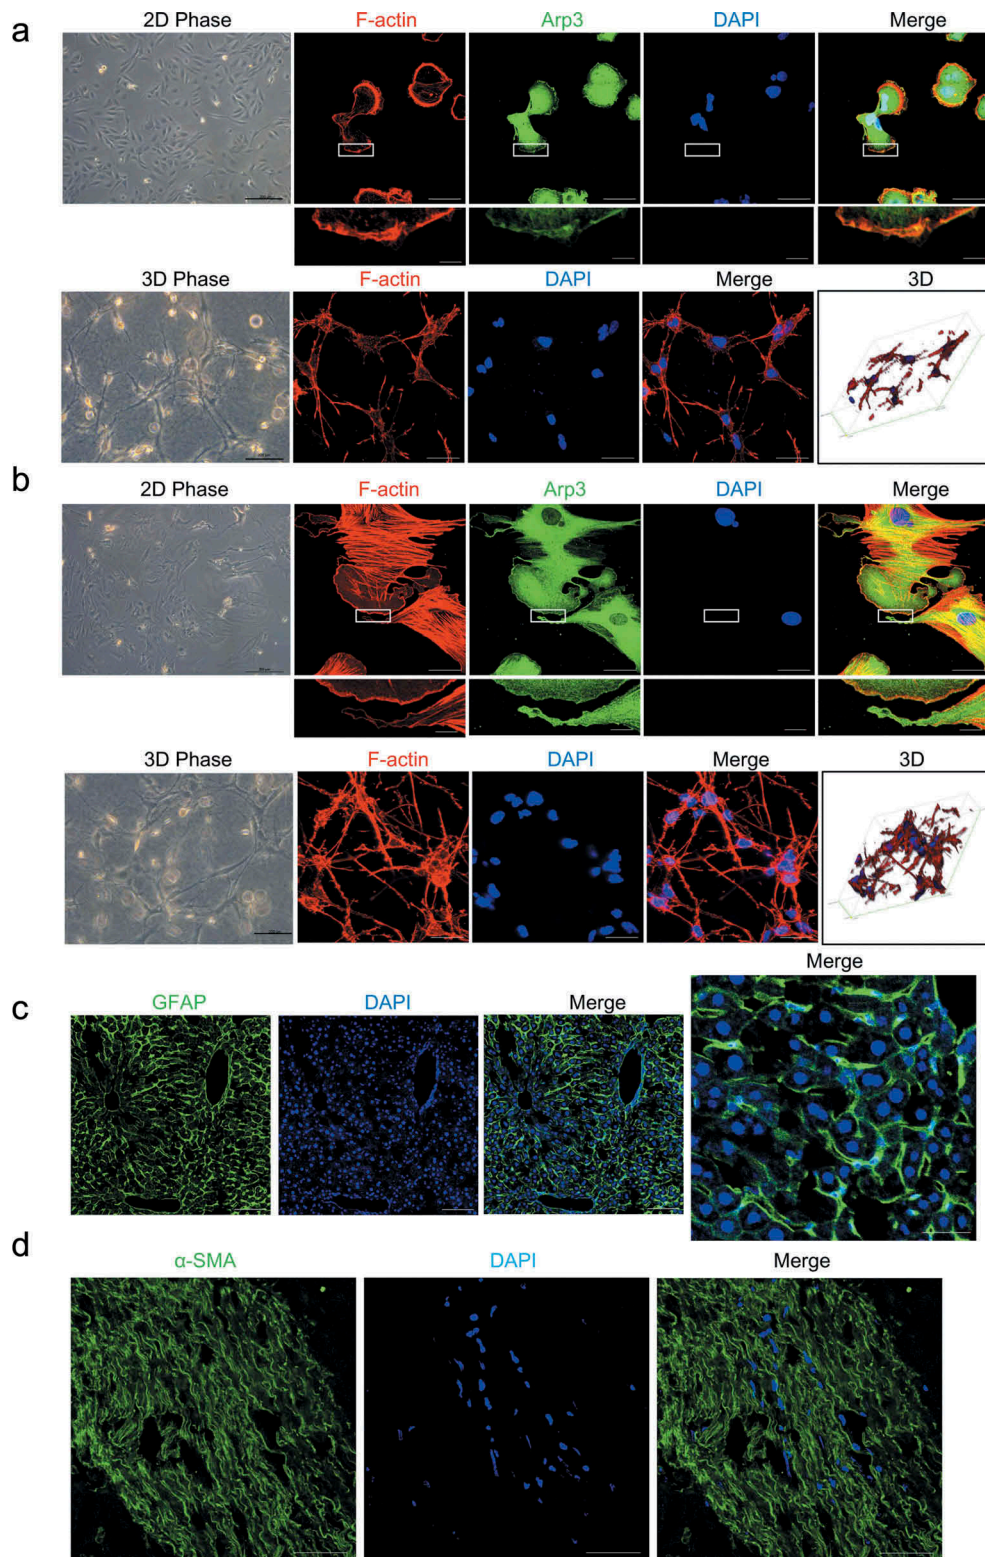 a
2D Phase F-actin Arp3 DAPI Merge
3D Phase F-actin DAPI Merge 3D
b
2D Phase F-actin Arp3 DAPI Merge
3D Phase F-actin DAPI Merge 3D
Merge
c
GFAP DAPI Merge
d
α-SMA DAPI Merge